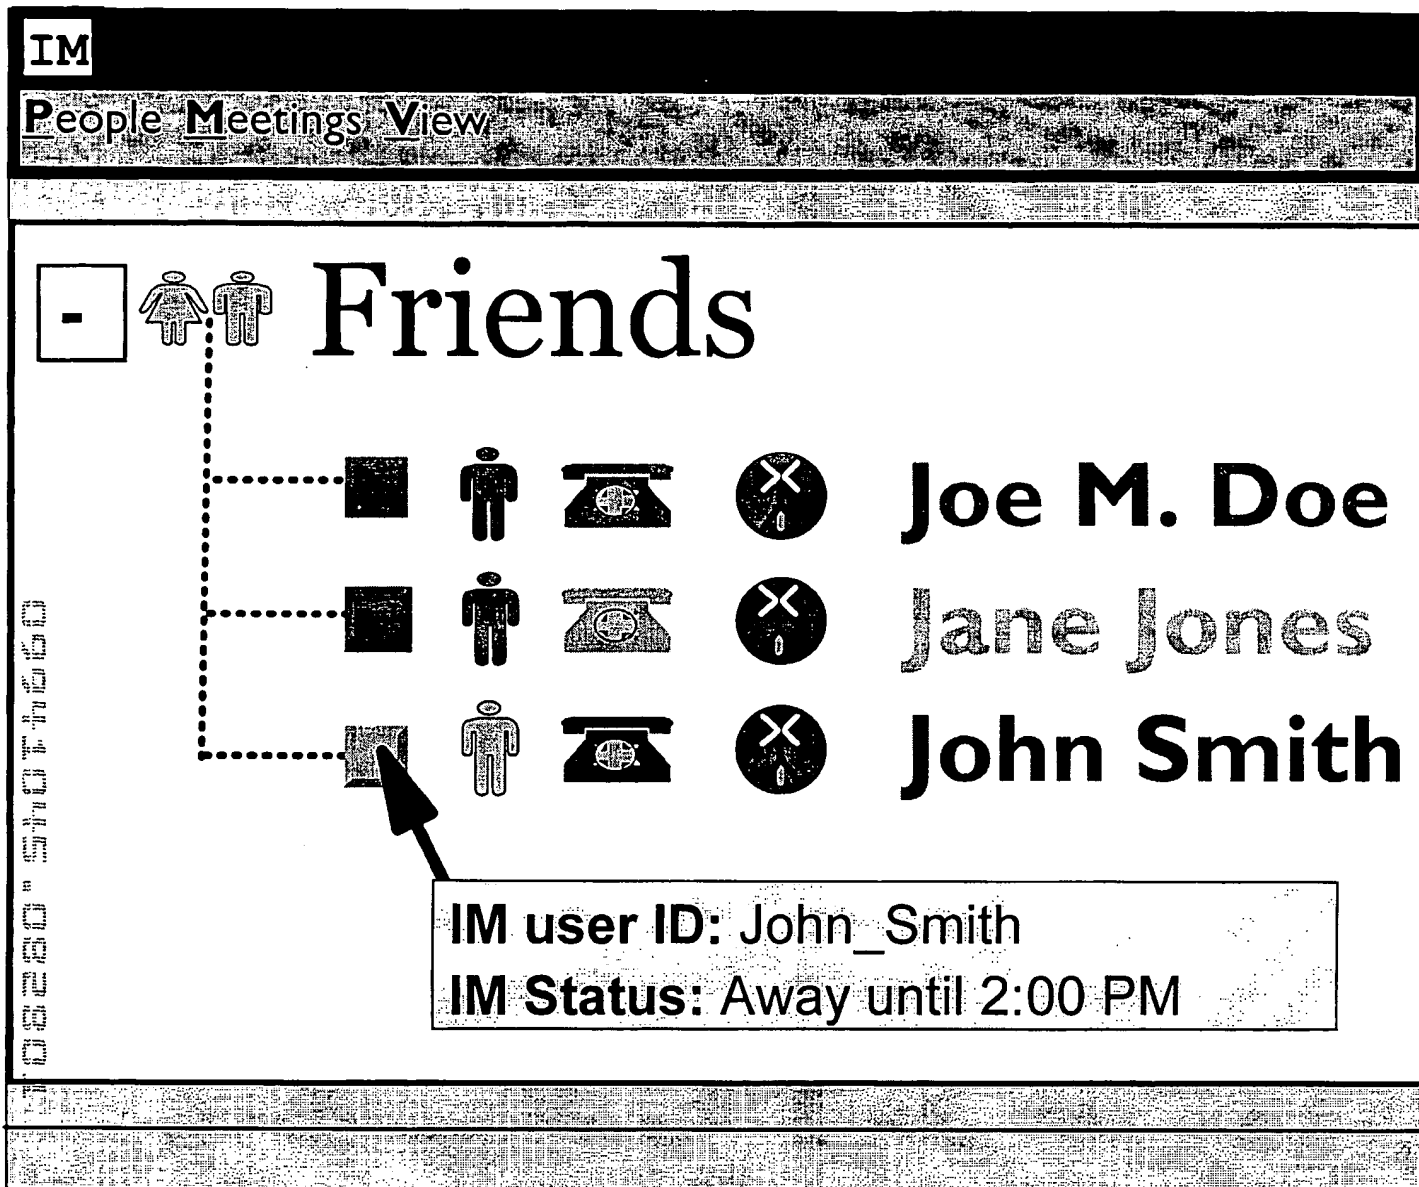 IM
People Meetings View
- Friends
Joe M. Doe
Jane Jones
John Smith
IM user ID: John_Smith
IM Status: Away until 2:00 PM